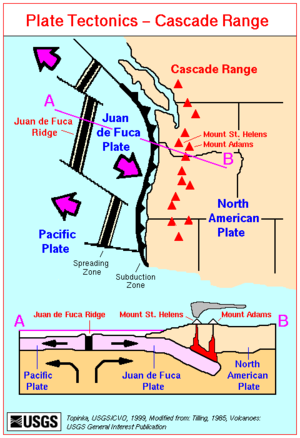 Plate Tectonics – Cascade Range
Cascade Range
A
Juan
de Fuca
Plate
Juan de Fuca
Ridge
Mount St. Helens
Mount Adams
B
Pacific
Plate
North
American
Plate
Spreading
Zone
Subduction
Zone
A
Juan de Fuca Ridge
Mount St. Helens
Mount Adams
B
Pacific
Plate
Juan de Fuca
Plate
North
American
Plate
USGS
Topinka, USGS/CVO, 1999, Modified from: Tilling, 1985, Volcanoes:
USGS General Interest Publication